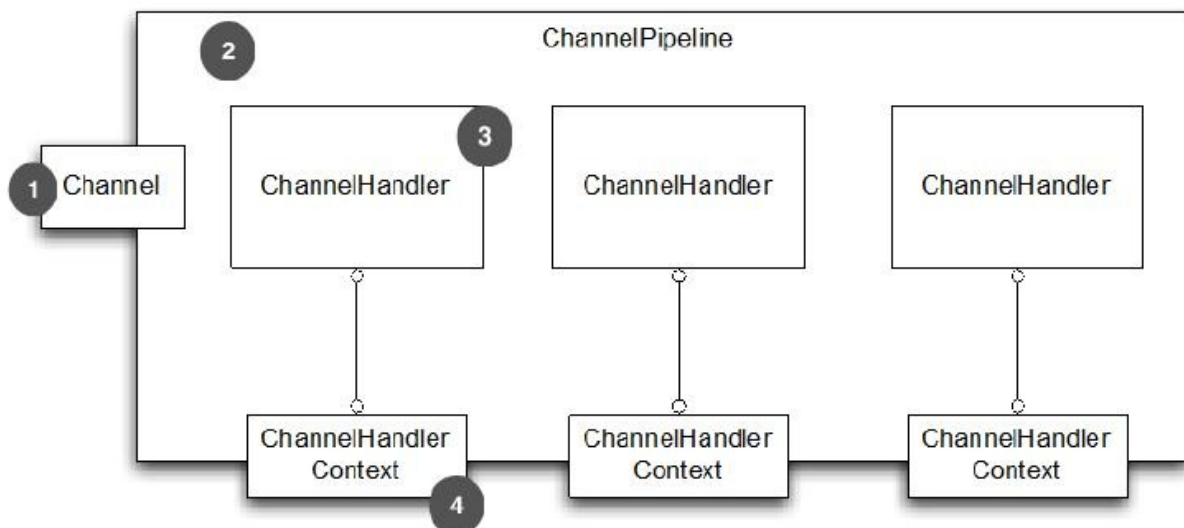 ChannelPipeline
2
3
1
Channel
ChannelHandler
ChannelHandler
ChannelHandler
ChannelHandler
Context
ChannelHandler
Context
ChannelHandler
Context
4